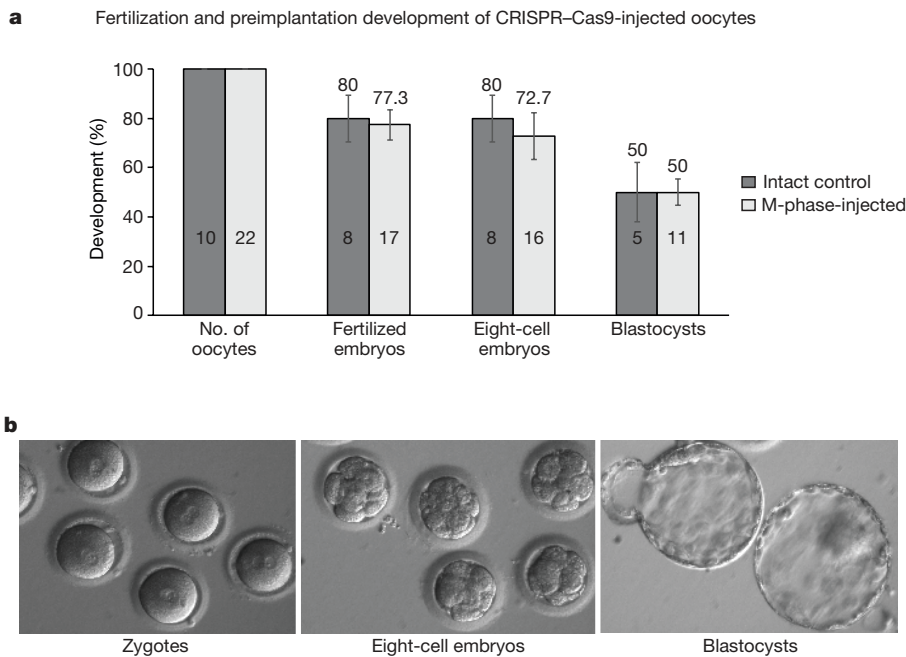 a
Fertilization and preimplantation development of CRISPR–Cas9-injected oocytes
Development (%)
100
80
60
40
20
0
80
77.3
80
72.7
50
50
10
22
8
17
8
16
5
11
Intact control
M-phase-injected
No. of
oocytes
Fertilized
embryos
Eight-cell
embryos
Blastocysts
b
Zygotes
Eight-cell embryos
Blastocysts